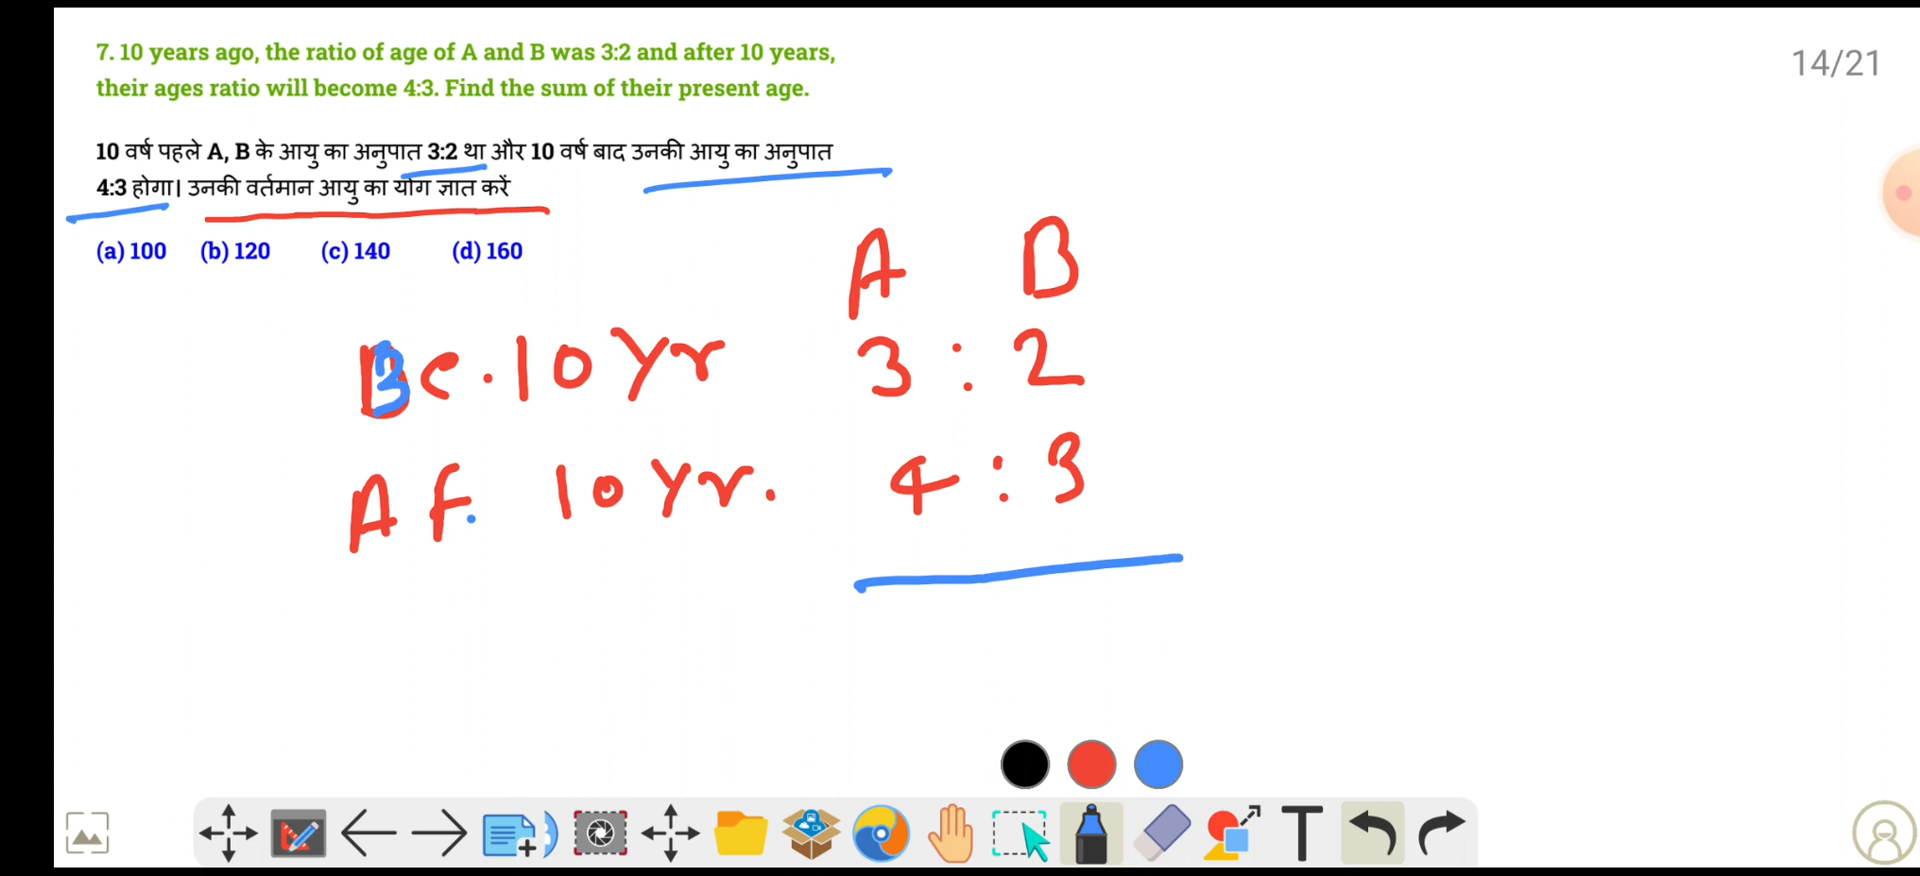 7. 10 years ago, the ratio of age of A and B was 3:2 and after 10 years,
their ages ratio will become 4:3. Find the sum of their present age.
14/21
10 वर्ष पहले A, B के आयु का अनुपात 3:2 था और 10 वर्ष बाद उनकी आयु का अनुपात
4:3 होगा। उनकी वर्तमान आयु का योग ज्ञात करें
(a) 100 (b) 120 (c) 140 (d) 160
A B
Be. 10 Yr 3 : 2
Af. 10 Yr. 4 : 3
T